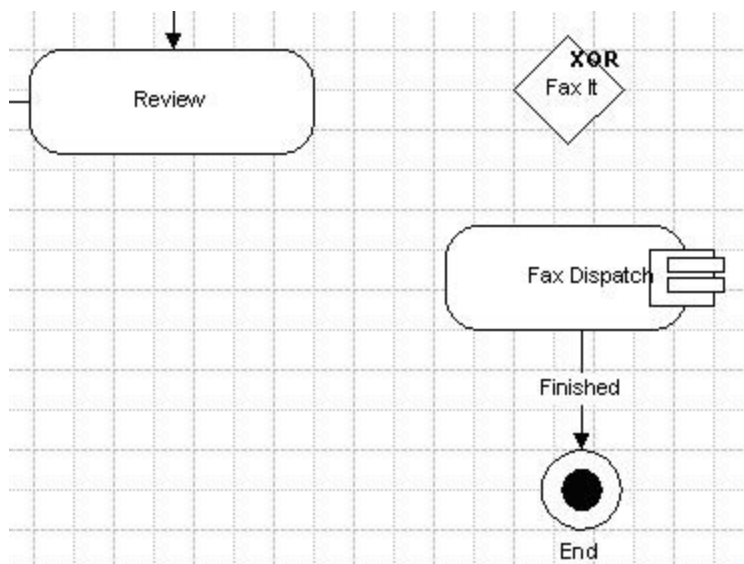 XOR
Review
Fax It
Fax Dispatch
Finished
End